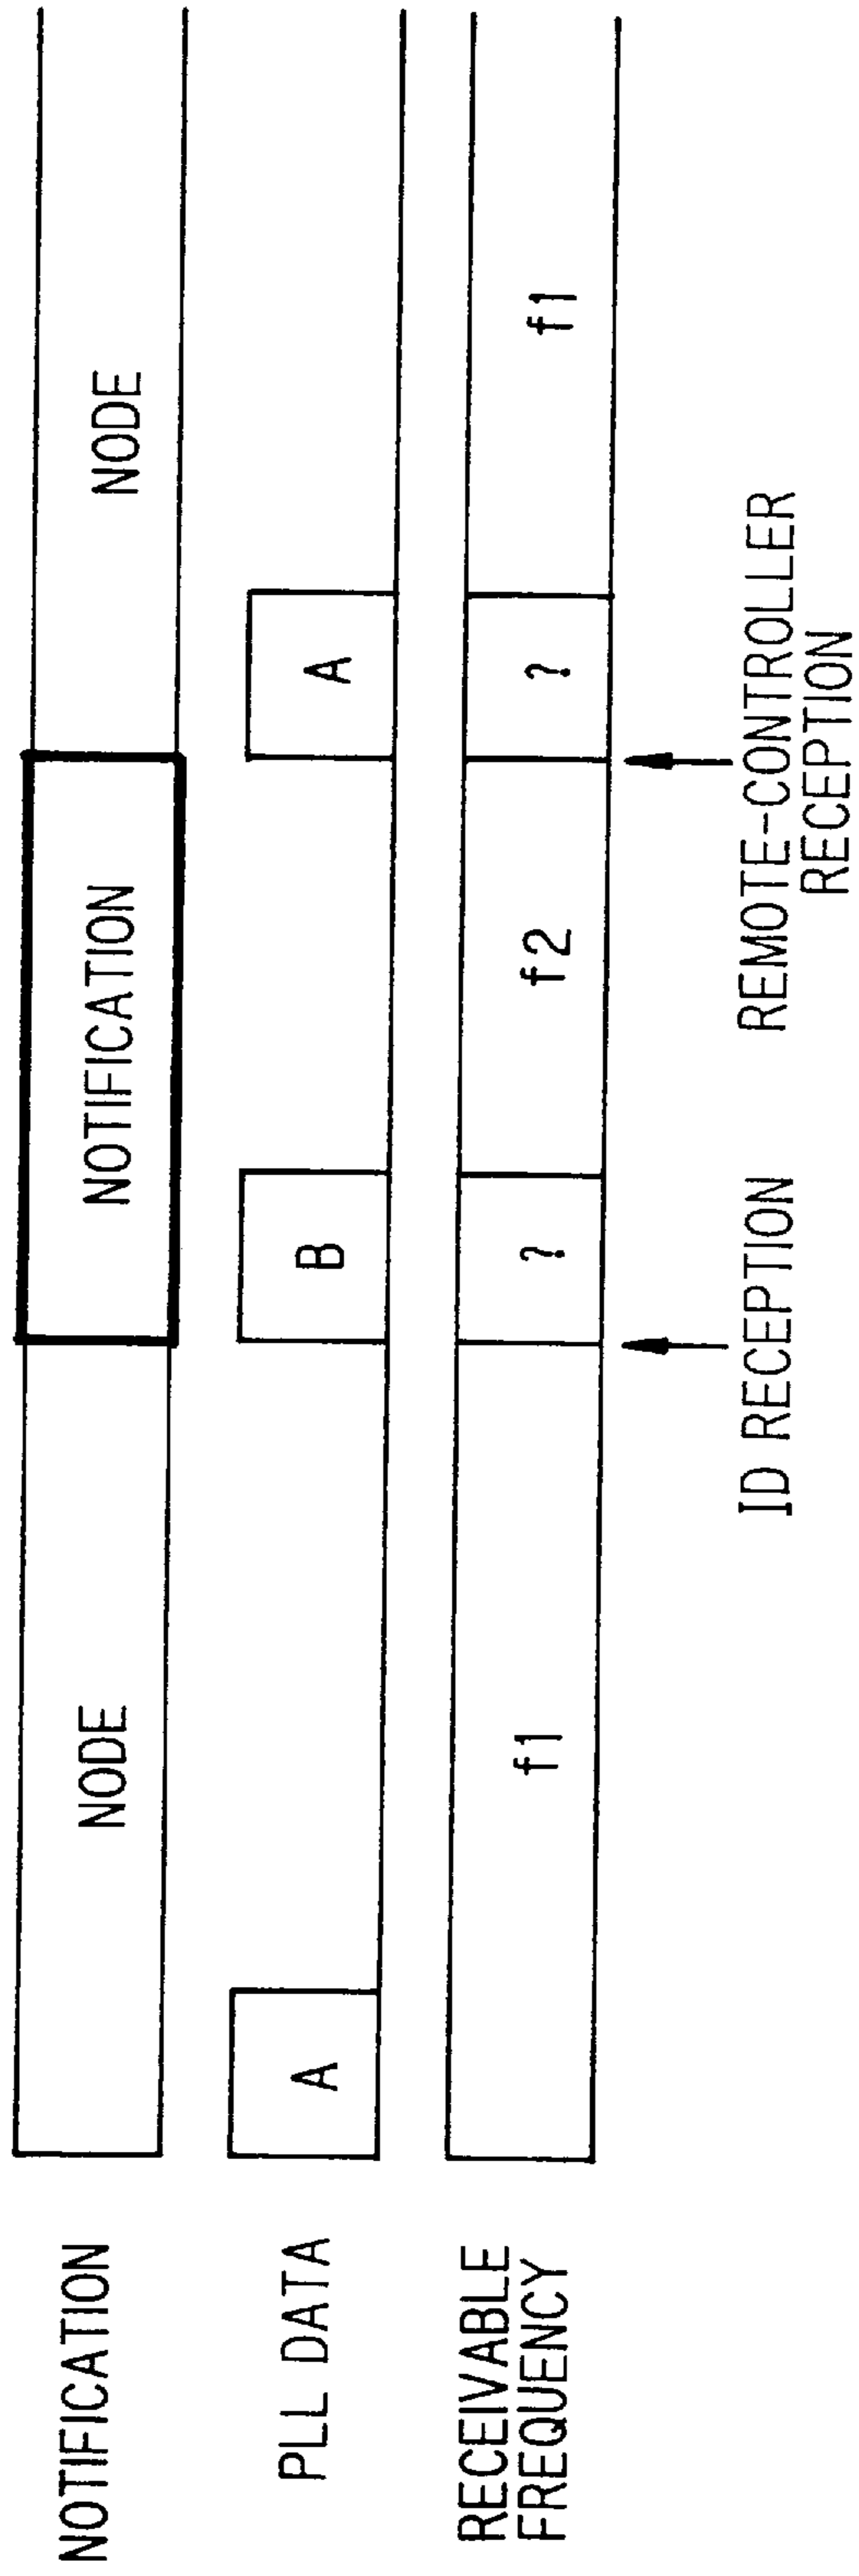 NOTIFICATION
NODE
NOTIFICATION
NODE
PLL DATA
A
B
A
RECEIVABLE
FREQUENCY
f1
?
f2
?
f1
ID RECEPTION
REMOTE-CONTROLLER
RECEPTION